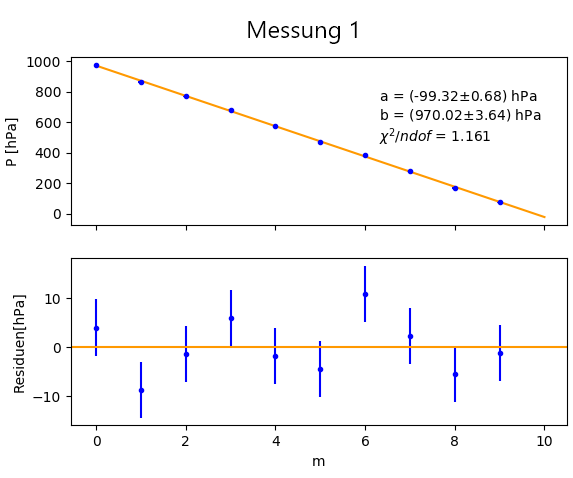 Messung 1
1000
800
600
400
200
0
P [hPa]
a = (-99.32±0.68) hPa
b = (970.02±3.64) hPa
χ²/ndof = 1.161
10
0
−10
Residuen[hPa]
0 2 4 6 8 10
m